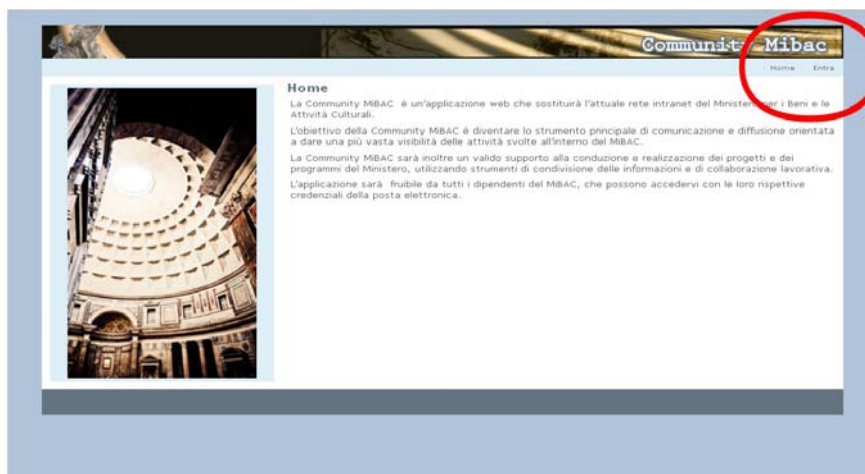 Community Mibac
Home Entra
Home
La Community MiBAC è un'applicazione web che sostituirà l'attuale rete intranet del Ministero per i Beni e le
Attività Culturali.
L'obiettivo della Community MiBAC è diventare lo strumento principale di comunicazione e diffusione orientata
a dare una più vasta visibilità delle attività svolte all'interno del MiBAC.
La Community MiBAC sarà inoltre un valido supporto alla conduzione e realizzazione dei progetti e dei
programmi del Ministero, utilizzando strumenti di condivisione delle informazioni e di collaborazione lavorativa.
L'applicazione sarà fruibile da tutti i dipendenti del MiBAC, che possono accedervi con le loro rispettive
credenziali della posta elettronica.